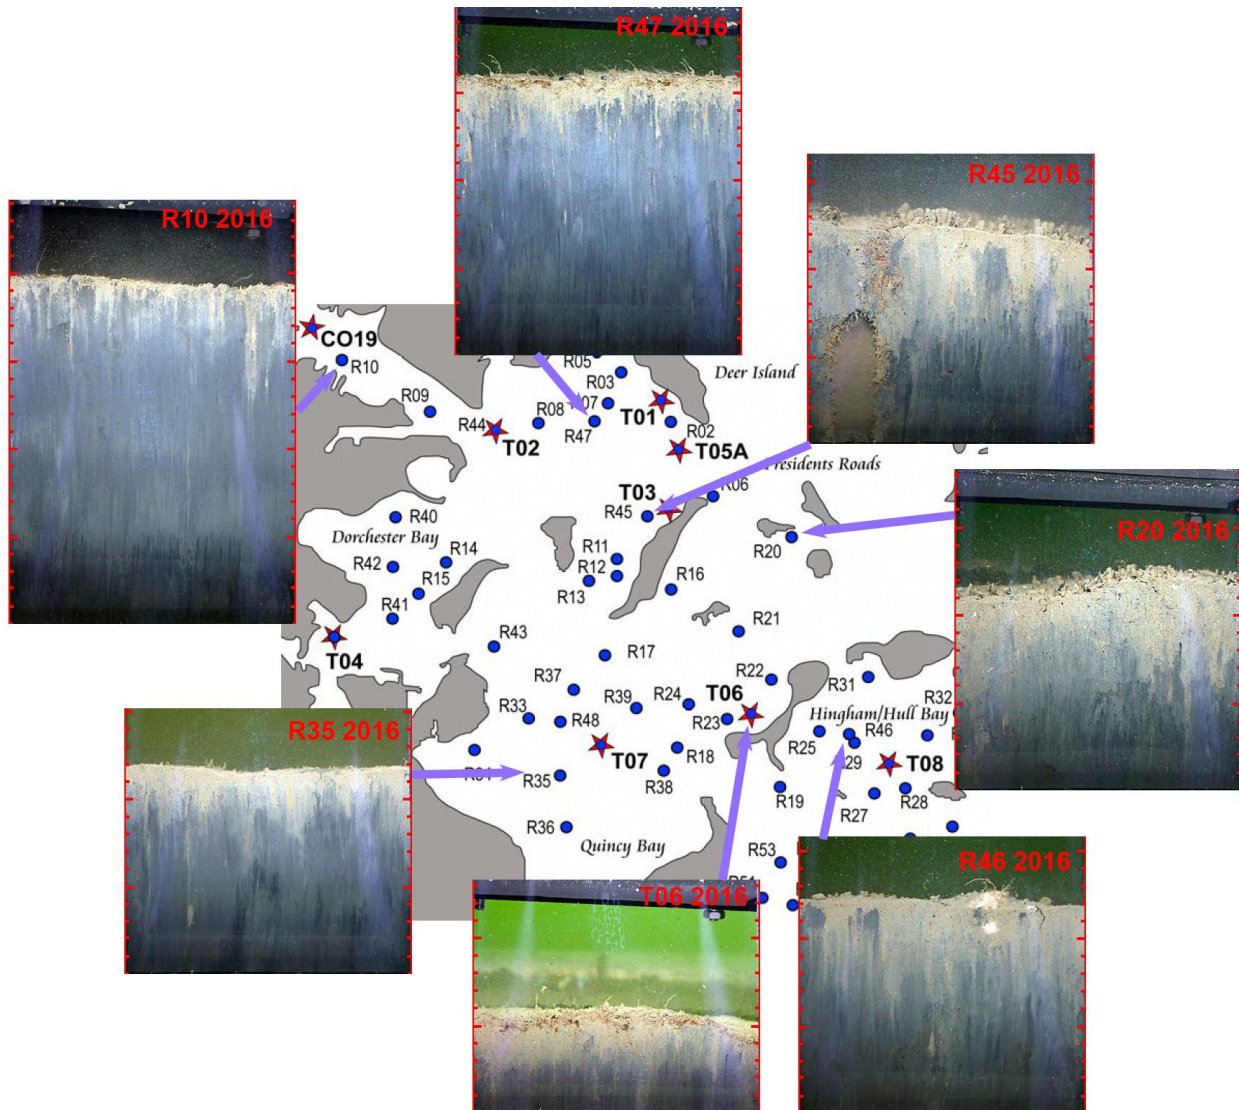 R47 2016
R45 2016
R10 2016
CO19
R10
R05
R03
Deer Island
R09
R08
R44
T02
R47
T01
R02
T05A
Presidents Roads
T03
R06
R45
R40
Dorchester Bay
R20
R20 2016
R42
R14
R15
R11
R12
R13
R16
R41
T04
R43
R21
R17
R37
R22
R31
R39
R24
T06
R32
R33
R48
R23
Hingham/Hull Bay
R25
R46
T07
R18
T08
R35 2016
R35
R38
R19
R27
R28
R36
Quincy Bay
R53
T06 2016
R46 2016